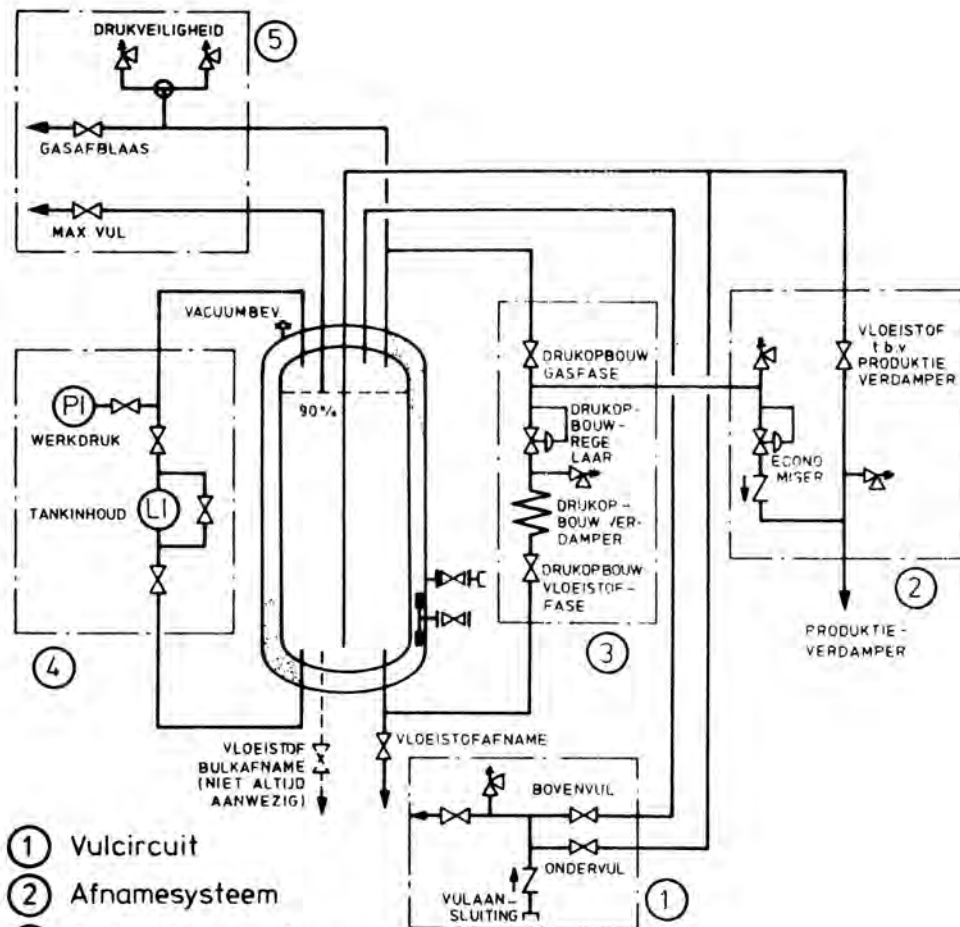 DRUKVEILIGHEID
5
GASAFBLAAS
MAX VUL
VACUUMBEV.
90%
PI
WERKDRUK
LI
TANKINHOUD
4
DRUKOPBOUW
GASFASE
DRUKOP-
BOUW-
REGE
LAAR
DRUKOP-
BOUW VER-
DAMPER
DRUKOPBOUW
VLOEISTOF-
FASE
3
VLOEISTOF
t.b.v
PRODUKTIE
VERDAMPER
ECONO
MISER
2
PRODUKTIE-
VERDAMPER
VLOEISTOF
BULKAFNAME
(NIET ALTIJD
AANWEZIG)
VLOEISTOFAFNAME
BOVENVUL
ONDERVUL
VULAAN-
SLUITING
1
1 Vulcircuit
2 Afnamesysteem